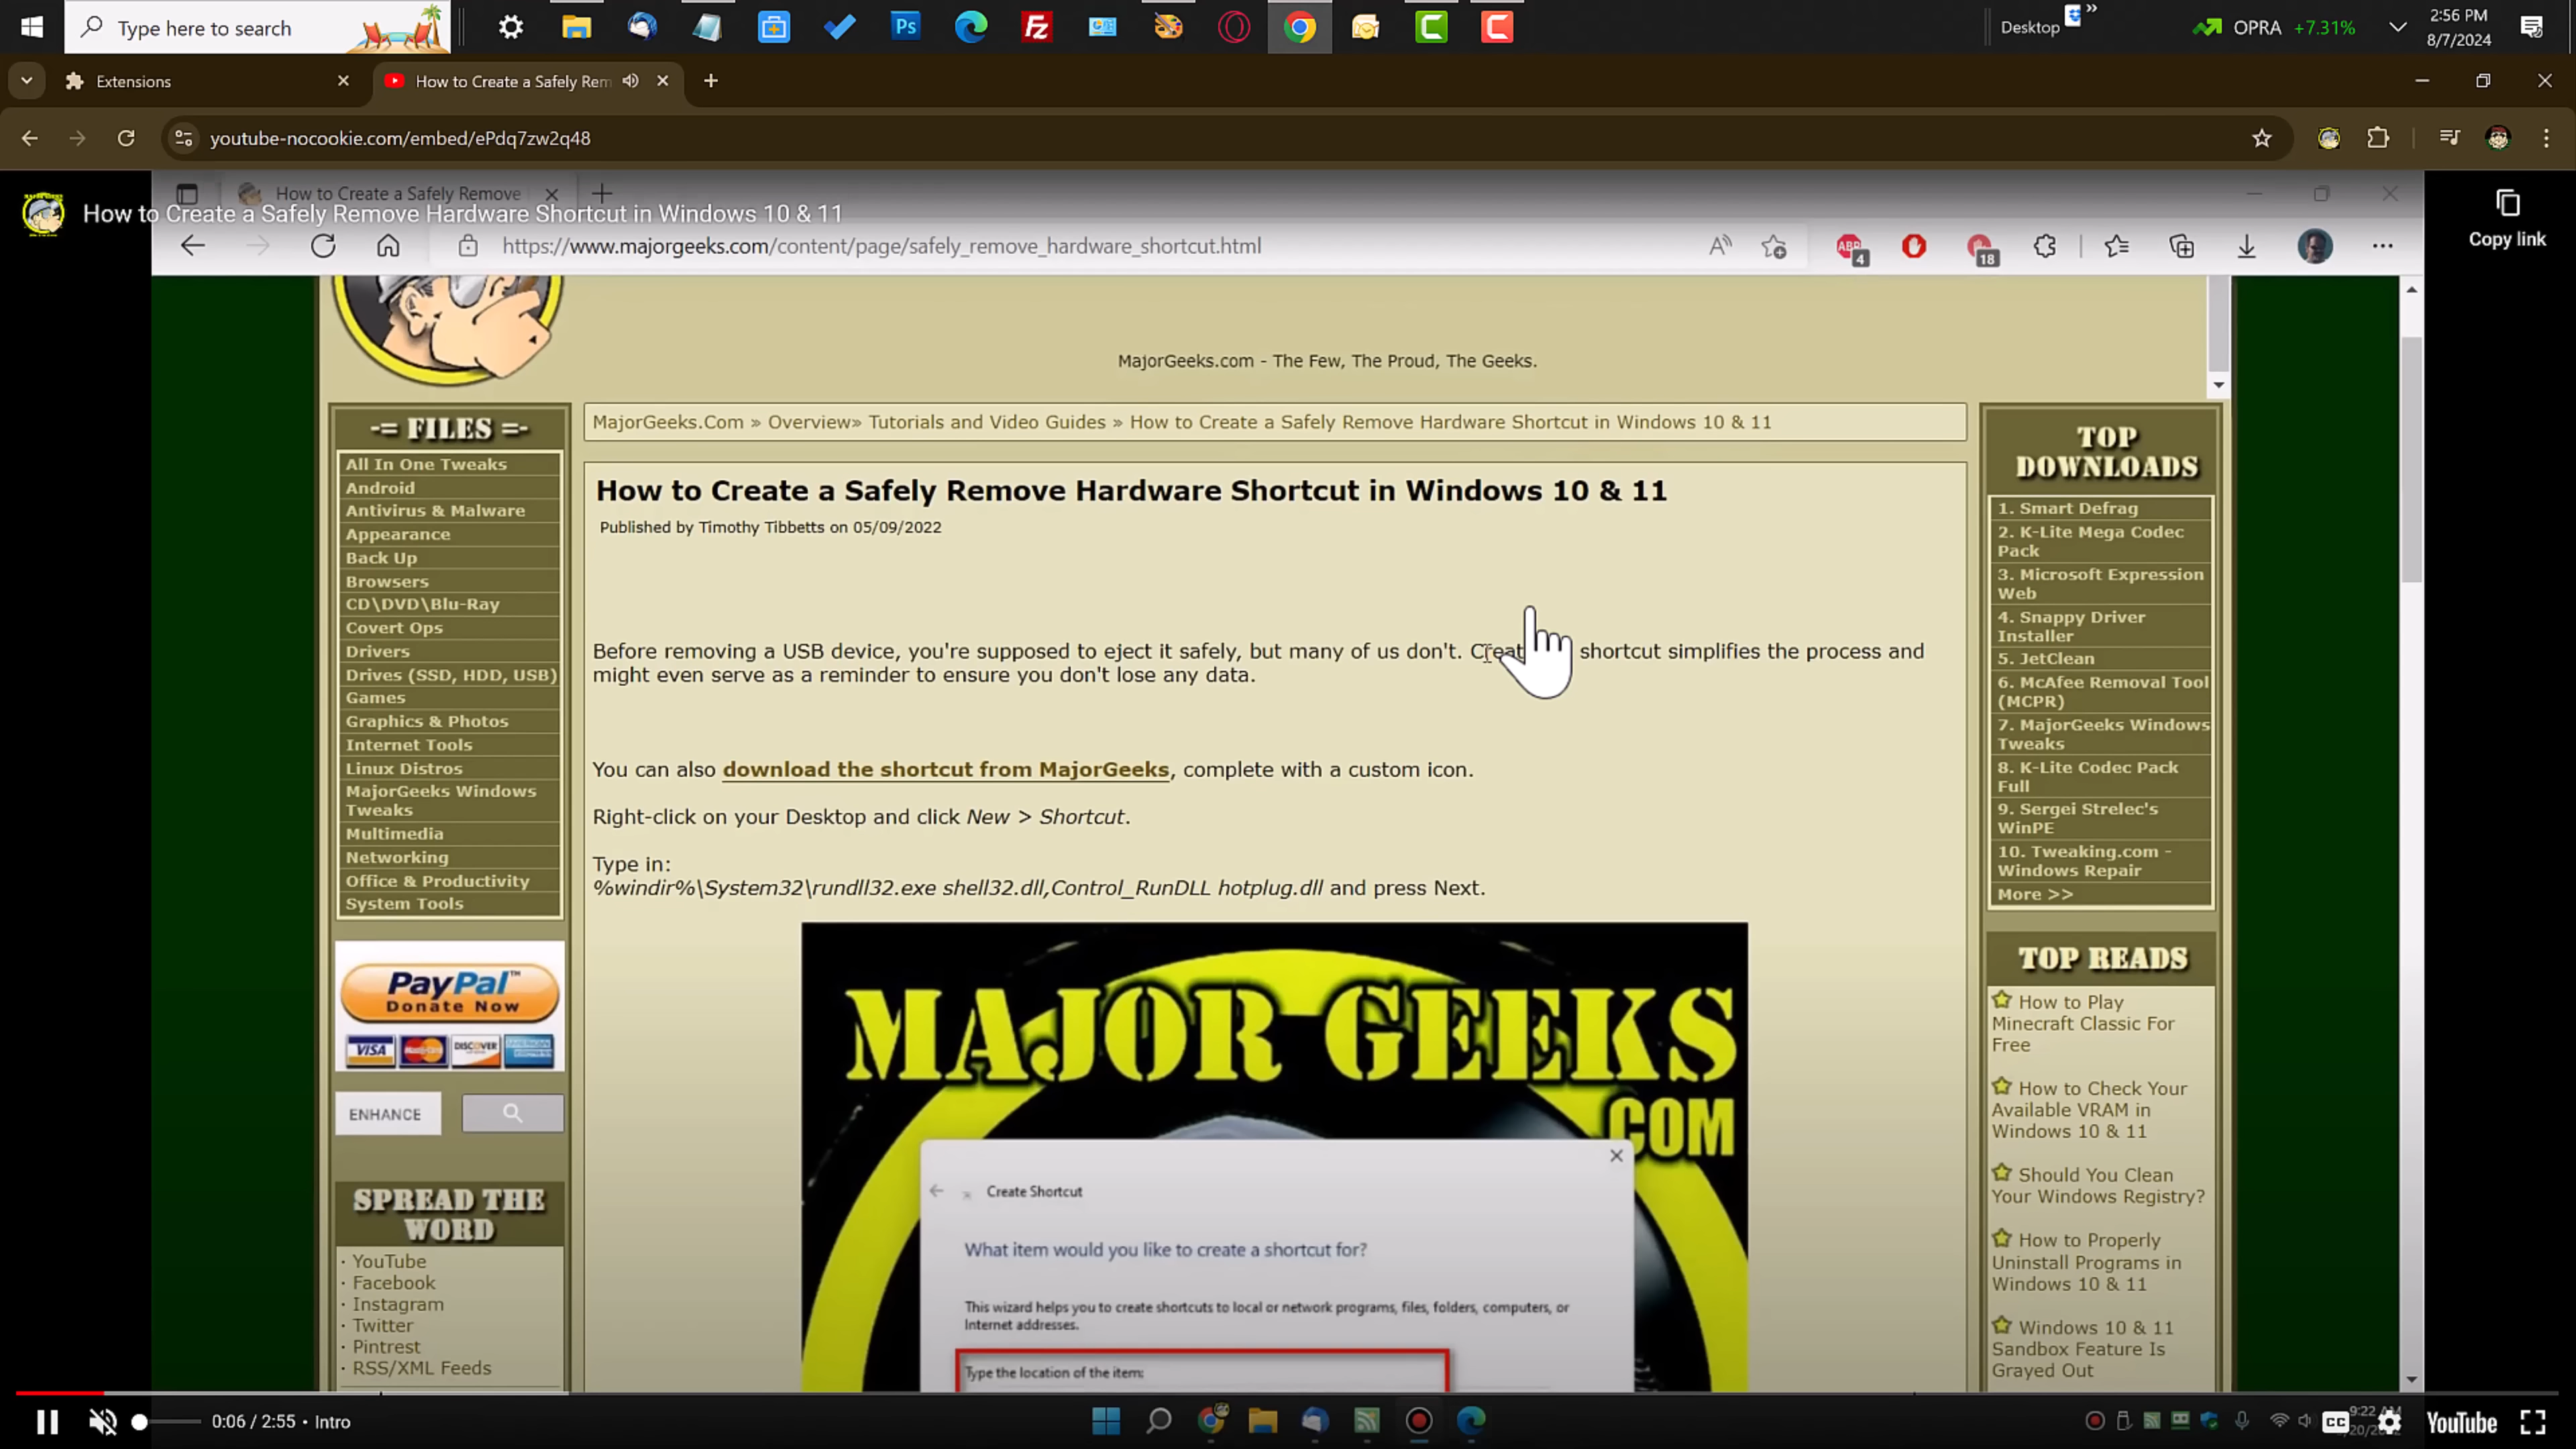 Type here to search
Desktop
»
OPRA +7.31%
2:56 PM
8/7/2024
Extensions
How to Create a Safely Rem
youtube-nocookie.com/embed/ePdq7zw2q48
How to Create a Safely Remove
How to Create a Safely Remove Hardware Shortcut in Windows 10 & 11
Copy link
https://www.majorgeeks.com/content/page/safely_remove_hardware_shortcut.html
ABP
4
18
MajorGeeks.com - The Few, The Proud, The Geeks.
-= FILES =-
All In One Tweaks
Android
Antivirus & Malware
Appearance
Back Up
Browsers
CD\DVD\Blu-Ray
Covert Ops
Drivers
Drives (SSD, HDD, USB)
Games
Graphics & Photos
Internet Tools
Linux Distros
MajorGeeks Windows
Tweaks
Multimedia
Networking
Office & Productivity
System Tools
PayPal™
Donate Now
VISA
DISCOVER
ENHANCE
SPREAD THE
WORD
· YouTube
· Facebook
· Instagram
· Twitter
· Pintrest
· RSS/XML Feeds
MajorGeeks.Com » Overview» Tutorials and Video Guides » How to Create a Safely Remove Hardware Shortcut in Windows 10 & 11
How to Create a Safely Remove Hardware Shortcut in Windows 10 & 11
Published by Timothy Tibbetts on 05/09/2022
Before removing a USB device, you're supposed to eject it safely, but many of us don't. Creat shortcut simplifies the process and
might even serve as a reminder to ensure you don't lose any data.
You can also download the shortcut from MajorGeeks, complete with a custom icon.
Right-click on your Desktop and click New > Shortcut.
Type in:
%windir%\System32\rundll32.exe shell32.dll,Control_RunDLL hotplug.dll and press Next.
MAJOR GEEKS
.COM
Create Shortcut
What item would you like to create a shortcut for?
This wizard helps you to create shortcuts to local or network programs, files, folders, computers, or
Internet addresses.
Type the location of the item:
TOP
DOWNLOADS
1. Smart Defrag
2. K-Lite Mega Codec
Pack
3. Microsoft Expression
Web
4. Snappy Driver
Installer
5. JetClean
6. McAfee Removal Tool
(MCPR)
7. MajorGeeks Windows
Tweaks
8. K-Lite Codec Pack
Full
9. Sergei Strelec's
WinPE
10. Tweaking.com -
Windows Repair
More >>
TOP READS
How to Play
Minecraft Classic For
Free
How to Check Your
Available VRAM in
Windows 10 & 11
Should You Clean
Your Windows Registry?
How to Properly
Uninstall Programs in
Windows 10 & 11
Windows 10 & 11
Sandbox Feature Is
Grayed Out
0:06 / 2:55 • Intro
9:22 AM
CC
YouTube